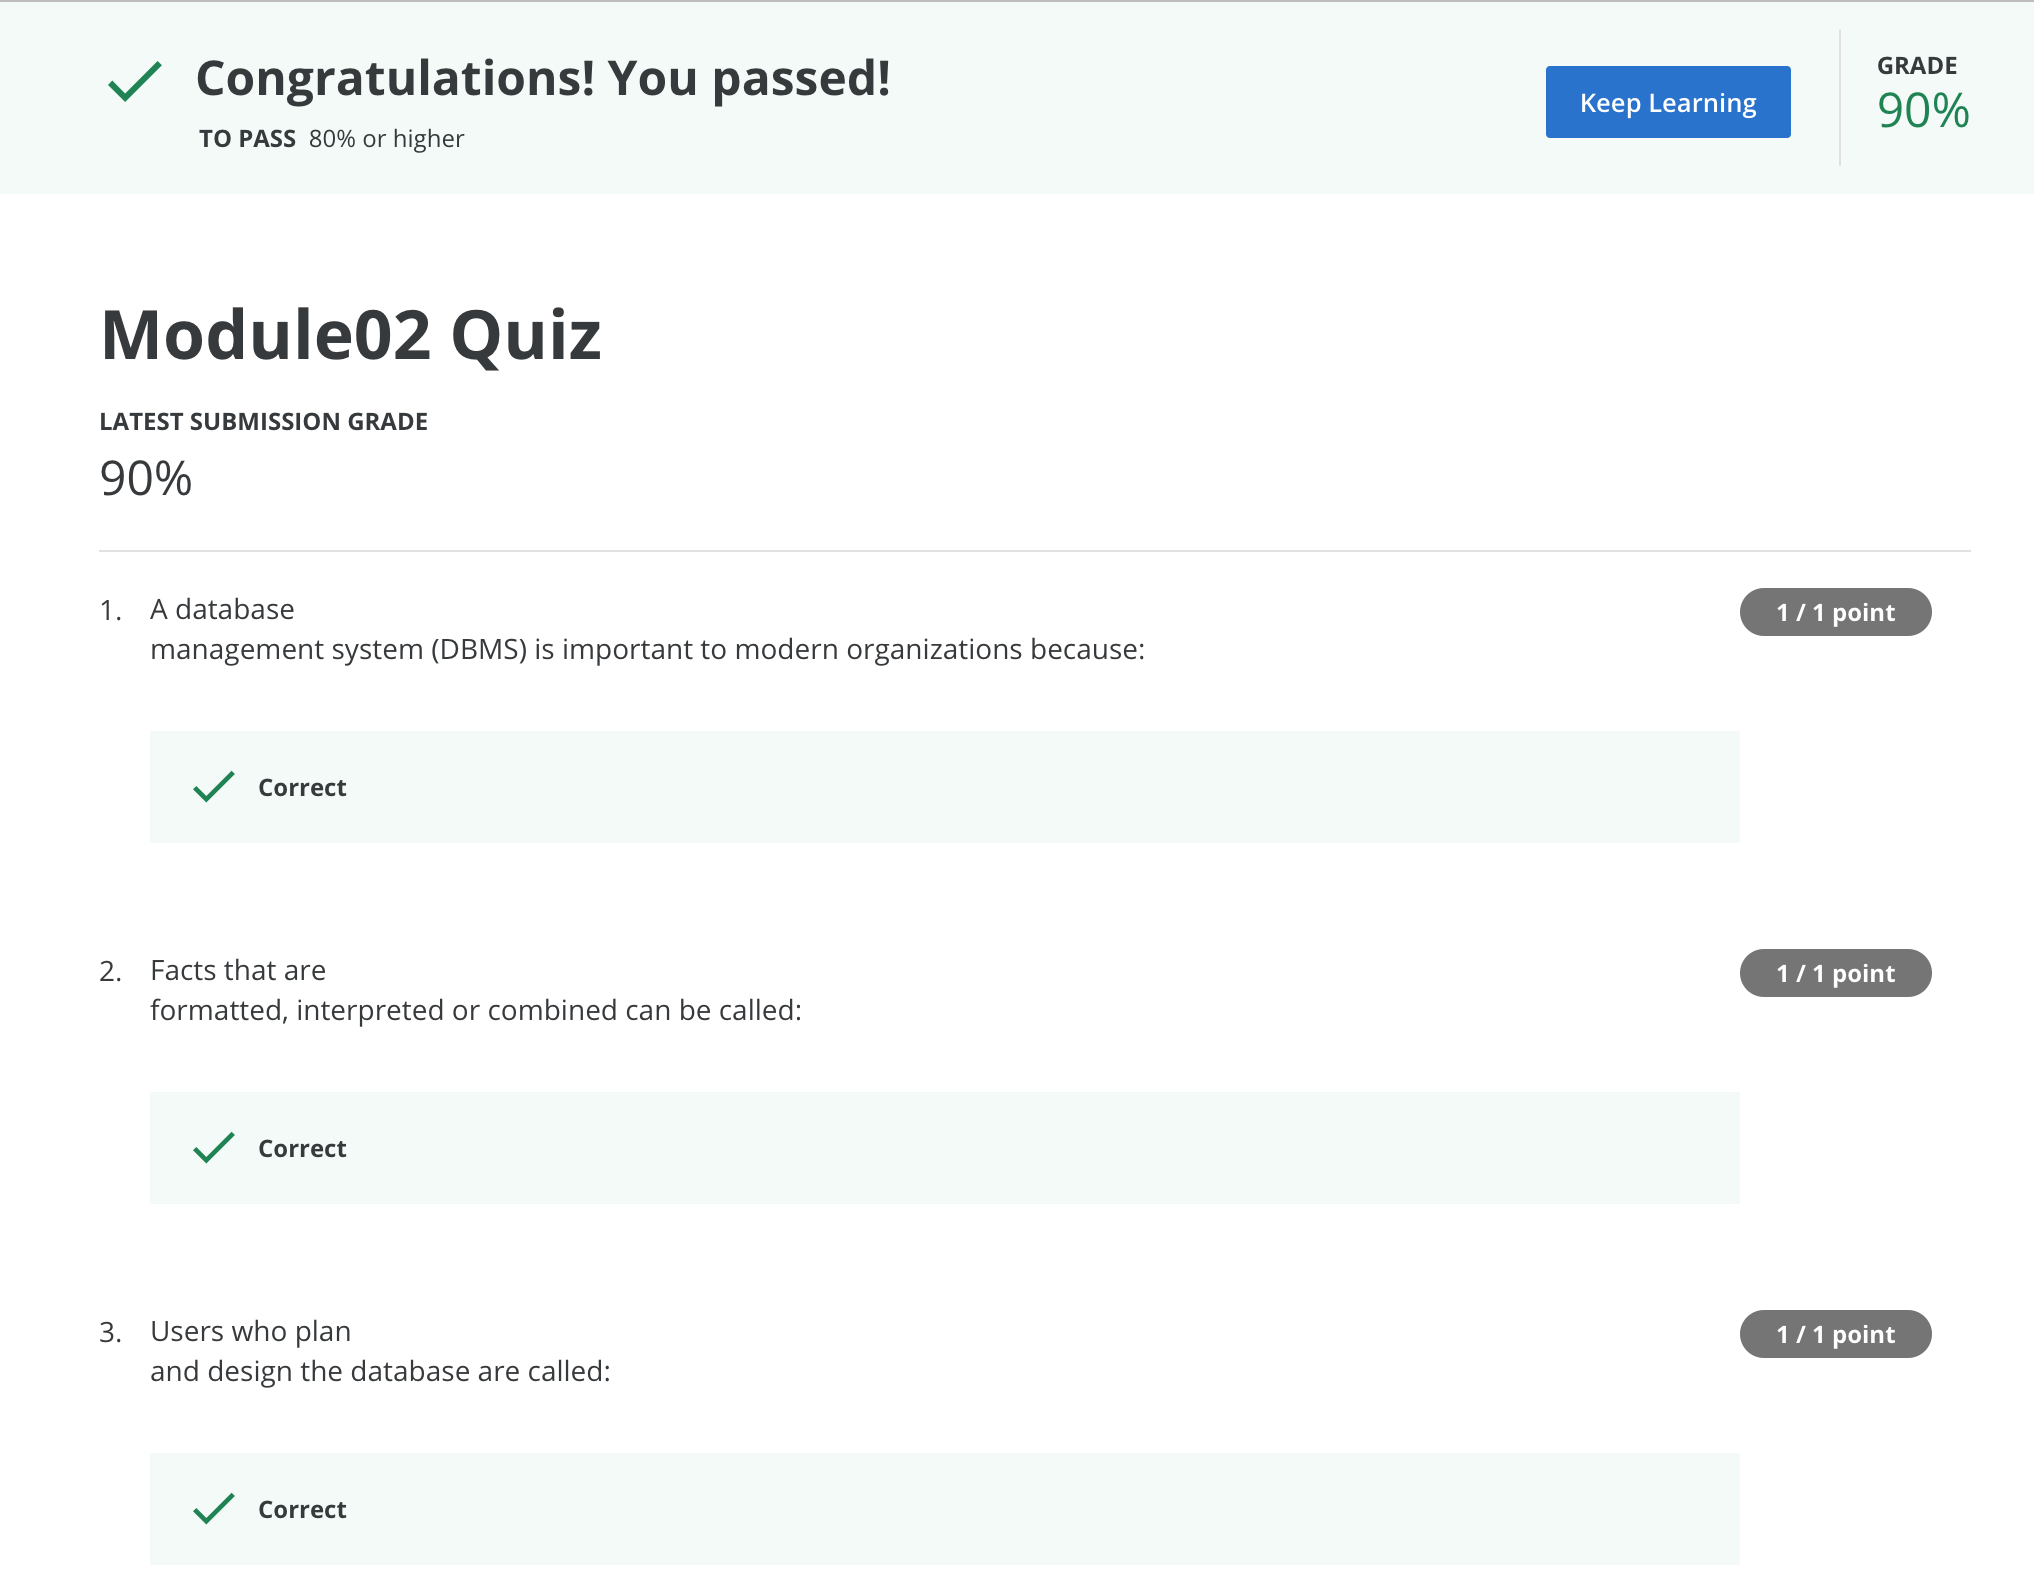 Congratulations! You passed!
TO PASS 80% or higher
Keep Learning
GRADE
90%
Module02 Quiz
LATEST SUBMISSION GRADE
90%
1. A database
management system (DBMS) is important to modern organizations because:
1 / 1 point
Correct
2. Facts that are
formatted, interpreted or combined can be called:
1 / 1 point
Correct
3. Users who plan
and design the database are called:
1 / 1 point
Correct